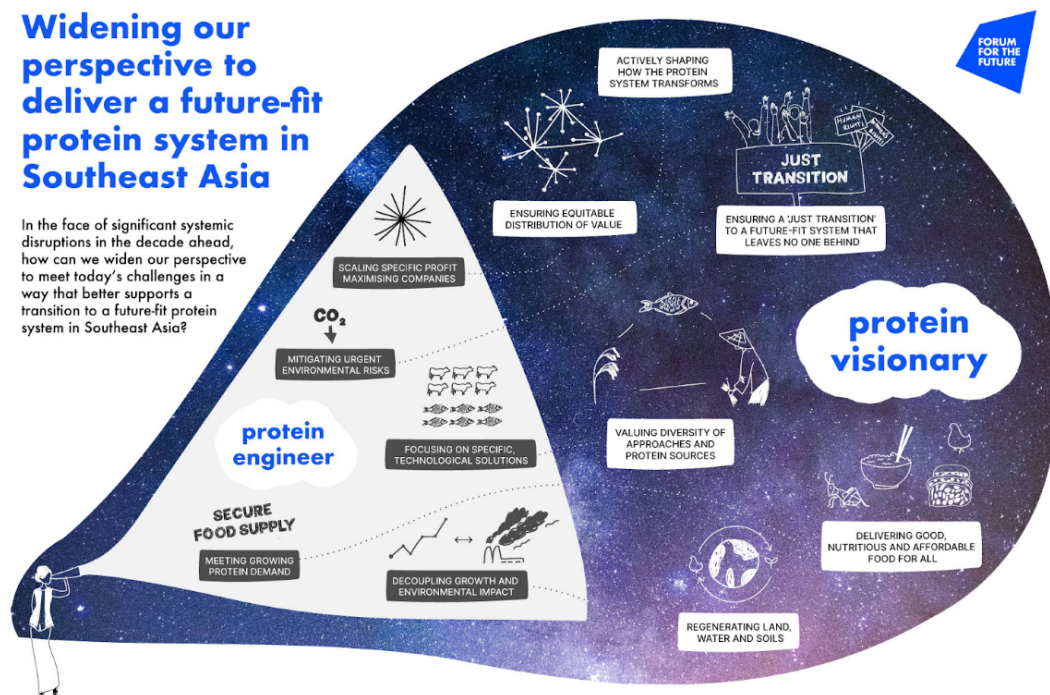 Widening our
perspective to
deliver a future-fit
protein system in
Southeast Asia
In the face of significant systemic
disruptions in the decade ahead,
how can we widen our perspective
to meet today's challenges in a
way that better supports a
transition to a future-fit protein
system in Southeast Asia?
FORUM
FOR THE
FUTURE
ACTIVELY SHAPING
HOW THE PROTEIN
SYSTEM TRANSFORMS
HUMAN
RIGHTS!
JUST
TRANSITION
ENSURING EQUITABLE
DISTRIBUTION OF VALUE
ENSURING A 'JUST TRANSITION'
TO A FUTURE-FIT SYSTEM THAT
LEAVES NO ONE BEHIND
SCALING SPECIFIC PROFIT
MAXIMISING COMPANIES
CO₂
MITIGATING URGENT
ENVIRONMENTAL RISKS
protein
visionary
protein
engineer
FOCUSING ON SPECIFIC,
TECHNOLOGICAL SOLUTIONS
VALUING DIVERSITY OF
APPROACHES AND
PROTEIN SOURCES
SECURE
FOOD SUPPLY
MEETING GROWING
PROTEIN DEMAND
DECOUPLING GROWTH AND
ENVIRONMENTAL IMPACT
DELIVERING GOOD,
NUTRITIOUS AND AFFORDABLE
FOOD FOR ALL
REGENERATING LAND,
WATER AND SOILS